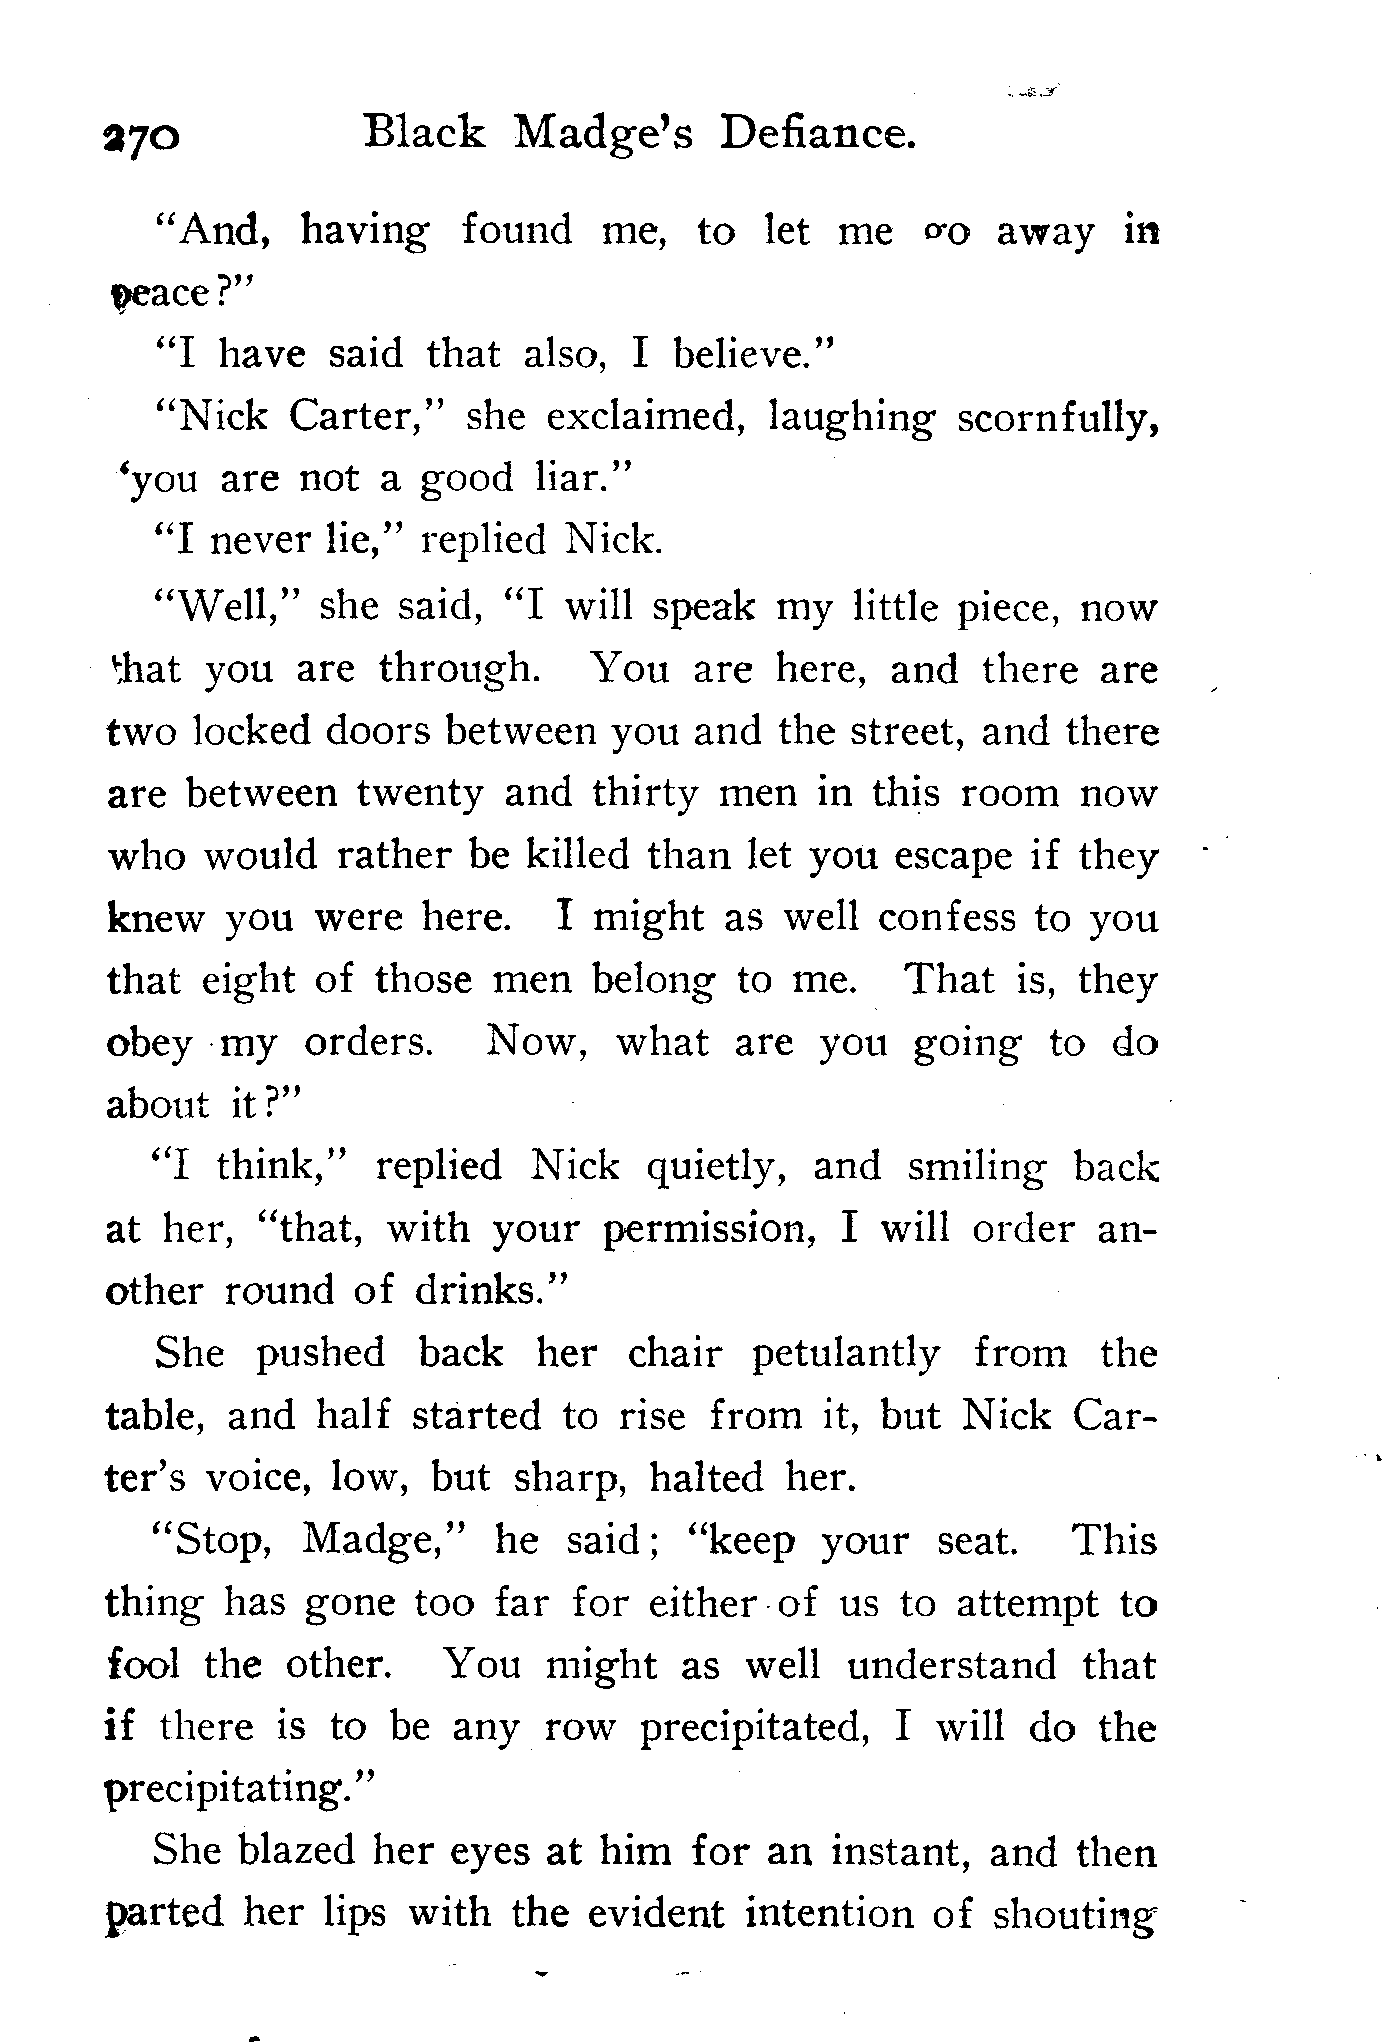 270 Black Madge's Defiance.
"And, having found me, to let me go away in
peace?"
"I have said that also, I believe."
"Nick Carter," she exclaimed, laughing scornfully,
'you are not a good liar."
"I never lie," replied Nick.
"Well," she said, "I will speak my little piece, now
that you are through. You are here, and there are
two locked doors between you and the street, and there
are between twenty and thirty men in this room now
who would rather be killed than let you escape if they
knew you were here. I might as well confess to you
that eight of those men belong to me. That is, they
obey my orders. Now, what are you going to do
about it?"
"I think," replied Nick quietly, and smiling back
at her, "that, with your permission, I will order an-
other round of drinks."
She pushed back her chair petulantly from the
table, and half started to rise from it, but Nick Car-
ter's voice, low, but sharp, halted her.
"Stop, Madge," he said; "keep your seat. This
thing has gone too far for either of us to attempt to
fool the other. You might as well understand that
if there is to be any row precipitated, I will do the
precipitating."
She blazed her eyes at him for an instant, and then
parted her lips with the evident intention of shouting